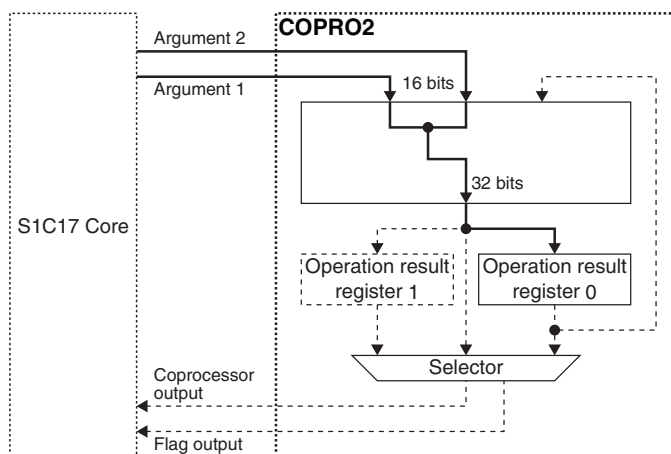 COPRO2
Argument 2
Argument 1
16 bits
32 bits
S1C17 Core
Operation result
register 1
Operation result
register 0
Selector
Coprocessor
output
Flag output